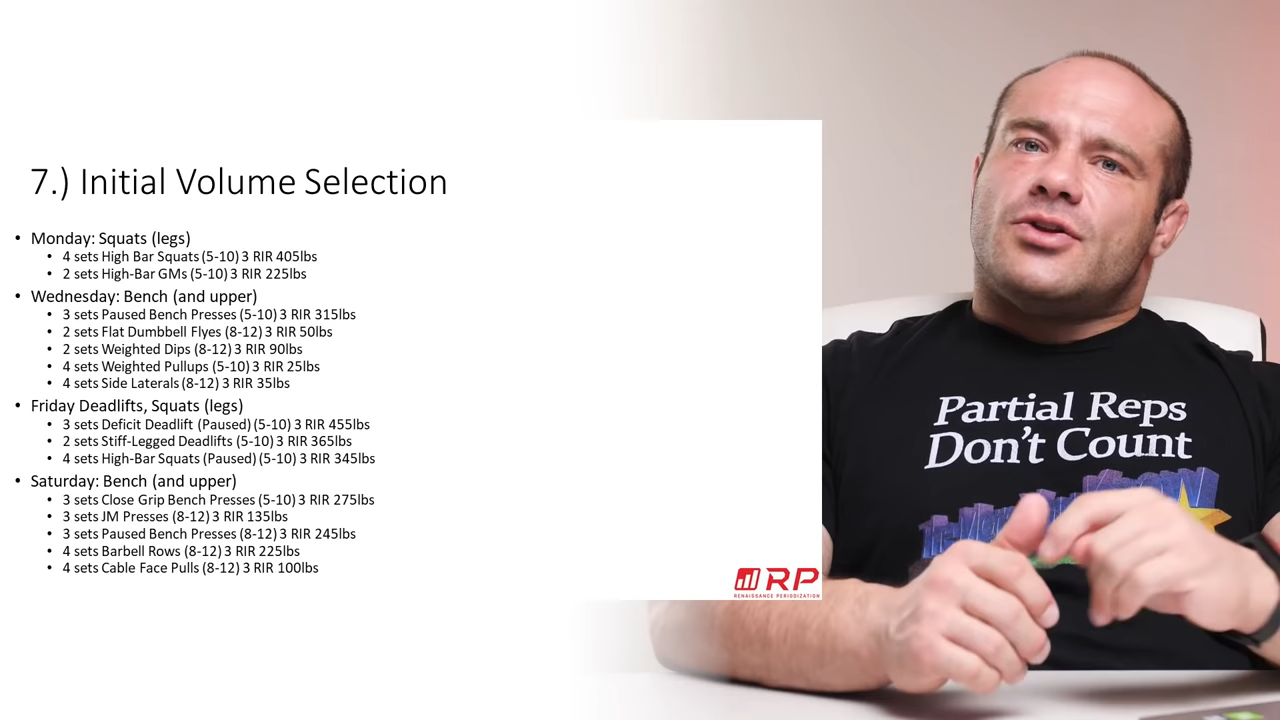 7.) Initial Volume Selection
• Monday: Squats (legs)
• 4 sets High Bar Squats (5-10) 3 RIR 405lbs
• 2 sets High-Bar GMs (5-10) 3 RIR 225lbs
• Wednesday: Bench (and upper)
• 3 sets Paused Bench Presses (5-10) 3 RIR 315lbs
• 2 sets Flat Dumbbell Flyes (8-12) 3 RIR 50lbs
• 2 sets Weighted Dips (8-12) 3 RIR 90lbs
• 4 sets Weighted Pullups (5-10) 3 RIR 25lbs
• 4 sets Side Laterals (8-12) 3 RIR 35lbs
• Friday Deadlifts, Squats (legs)
• 3 sets Deficit Deadlift (Paused) (5-10) 3 RIR 455lbs
• 2 sets Stiff-Legged Deadlifts (5-10) 3 RIR 365lbs
• 4 sets High-Bar Squats (Paused) (5-10) 3 RIR 345lbs
• Saturday: Bench (and upper)
• 3 sets Close Grip Bench Presses (5-10) 3 RIR 275lbs
• 3 sets JM Presses (8-12) 3 RIR 135lbs
• 3 sets Paused Bench Presses (8-12) 3 RIR 245lbs
• 4 sets Barbell Rows (8-12) 3 RIR 225lbs
• 4 sets Cable Face Pulls (8-12) 3 RIR 100lbs
RP
RENAISSANCE PERIODIZATION
Partial Reps
Don't Count